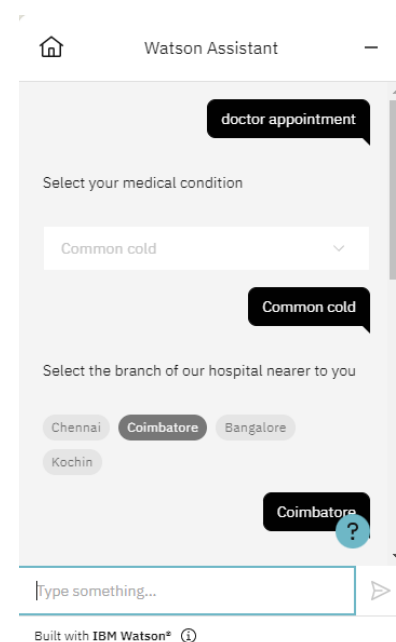 Watson Assistant
doctor appointment
Select your medical condition
Common cold
Common cold
Select the branch of our hospital nearer to you
Chennai Coimbatore Bangalore
Kochin
Coimbatore
?
Type something...
Built with IBM Watson®